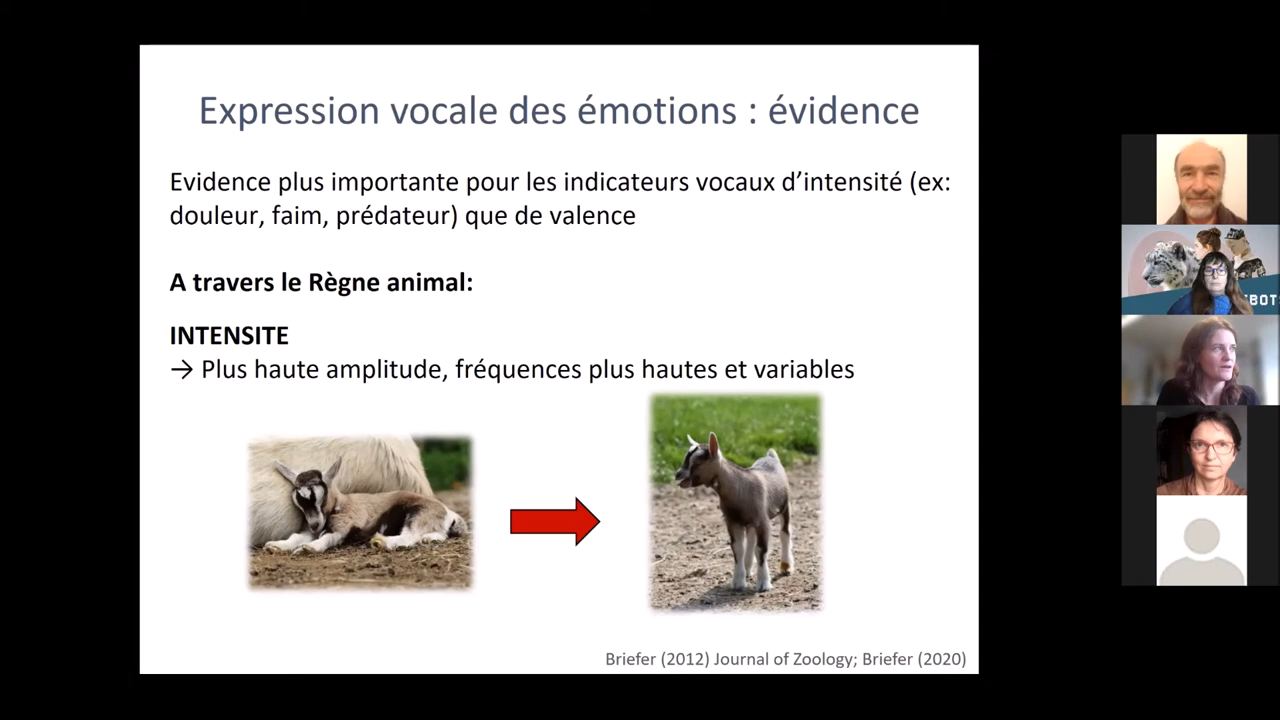 Expression vocale des émotions : évidence
Evidence plus importante pour les indicateurs vocaux d’intensité (ex:
douleur, faim, prédateur) que de valence
A travers le Règne animal:
INTENSITE
→ Plus haute amplitude, fréquences plus hautes et variables
Briefer (2012) Journal of Zoology; Briefer (2020)